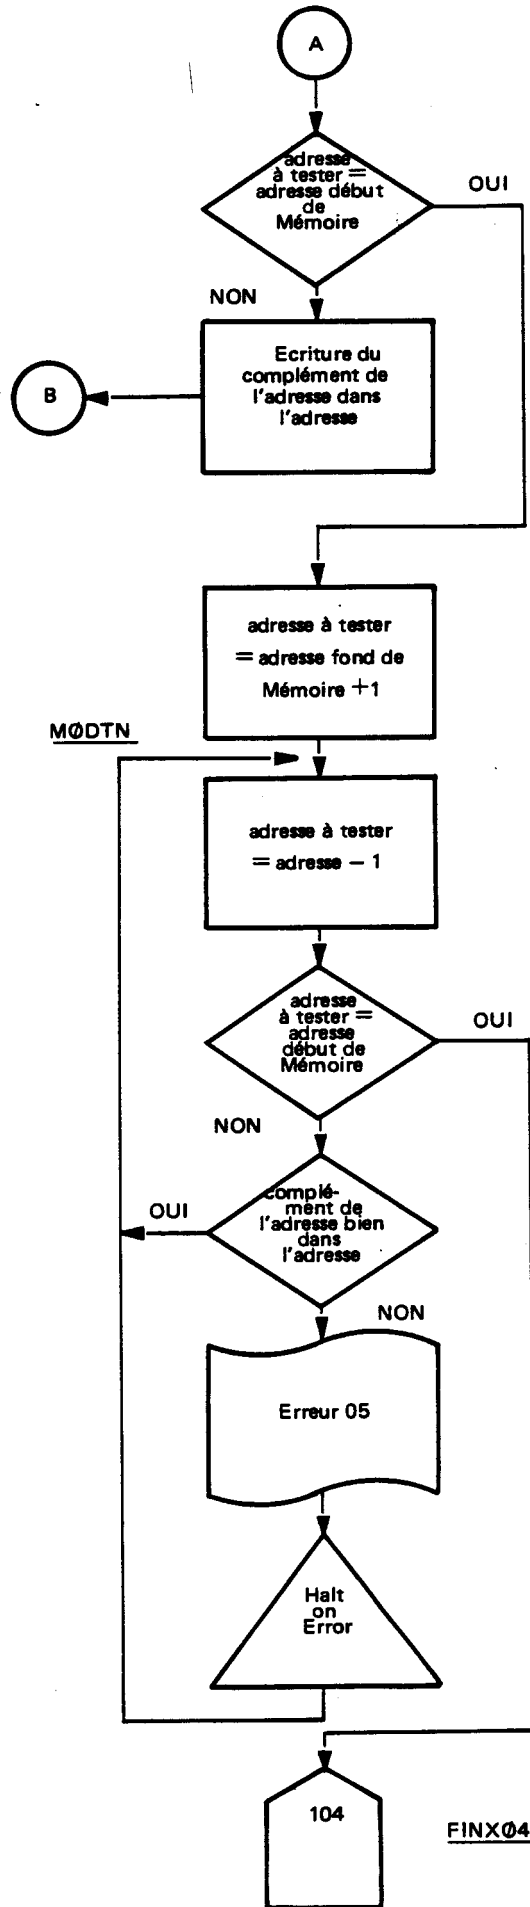 A
adresse
à tester =
adresse début
de
Mémoire
OUI
NON
Ecriture du
complément de
l'adresse dans
l'adresse
B
adresse à tester
= adresse fond de
Mémoire +1
MØDTN
adresse à tester
= adresse – 1
adresse
à tester =
adresse
début de
Mémoire
OUI
NON
complé-
ment de
l'adresse bien
dans
l'adresse
OUI
NON
Erreur 05
Halt
on
Error
104
FINXØ4